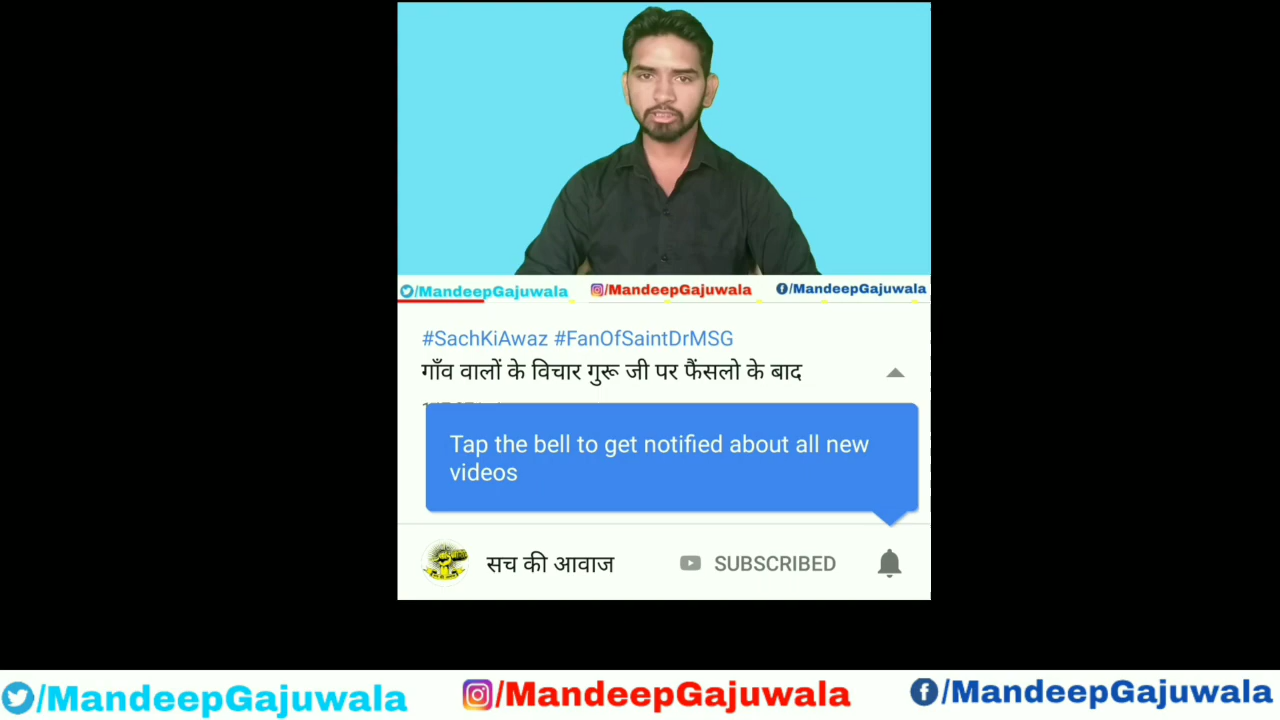 /MandeepGajuwala /MandeepGajuwala /MandeepGajuwala
#SachKiAwaz #FanOfSaintDrMSG
गाँव वालों के विचार गुरू जी पर फैंसलो के बाद
Tap the bell to get notified about all new
videos
सच की आवाज SUBSCRIBED
/MandeepGajuwala /MandeepGajuwala /MandeepGajuwala